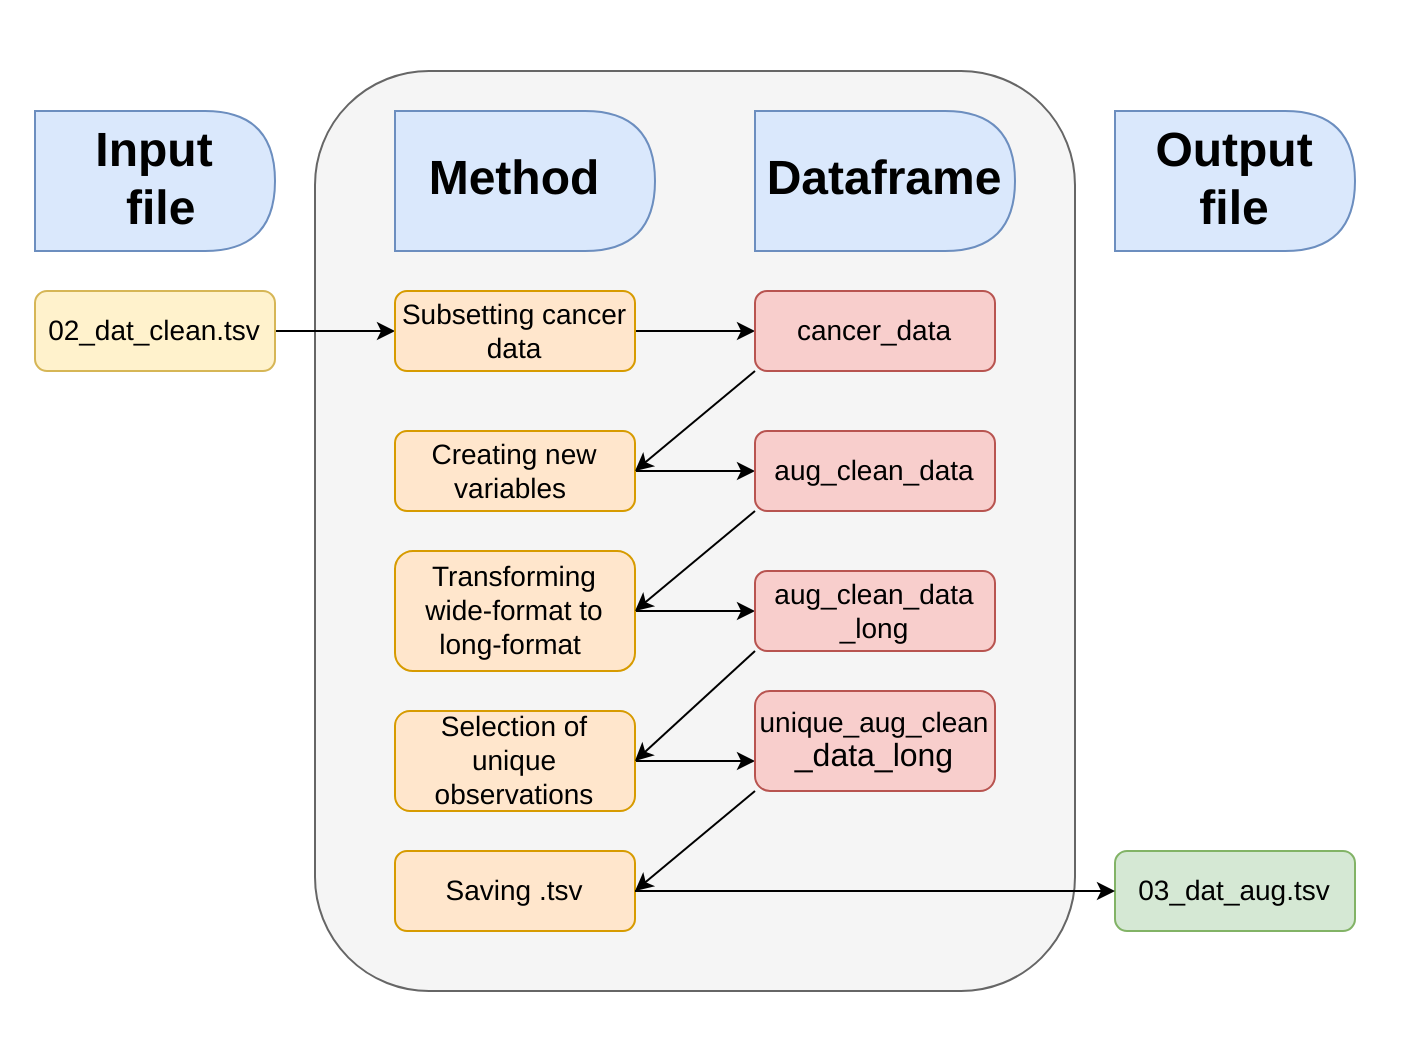 Input
file
Method
Dataframe
Output
file
02_dat_clean.tsv
Subsetting cancer
data
cancer_data
Creating new
variables
aug_clean_data
Transforming
wide-format to
long-format
aug_clean_data
_long
Selection of
unique
observations
unique_aug_clean
_data_long
Saving .tsv
03_dat_aug.tsv